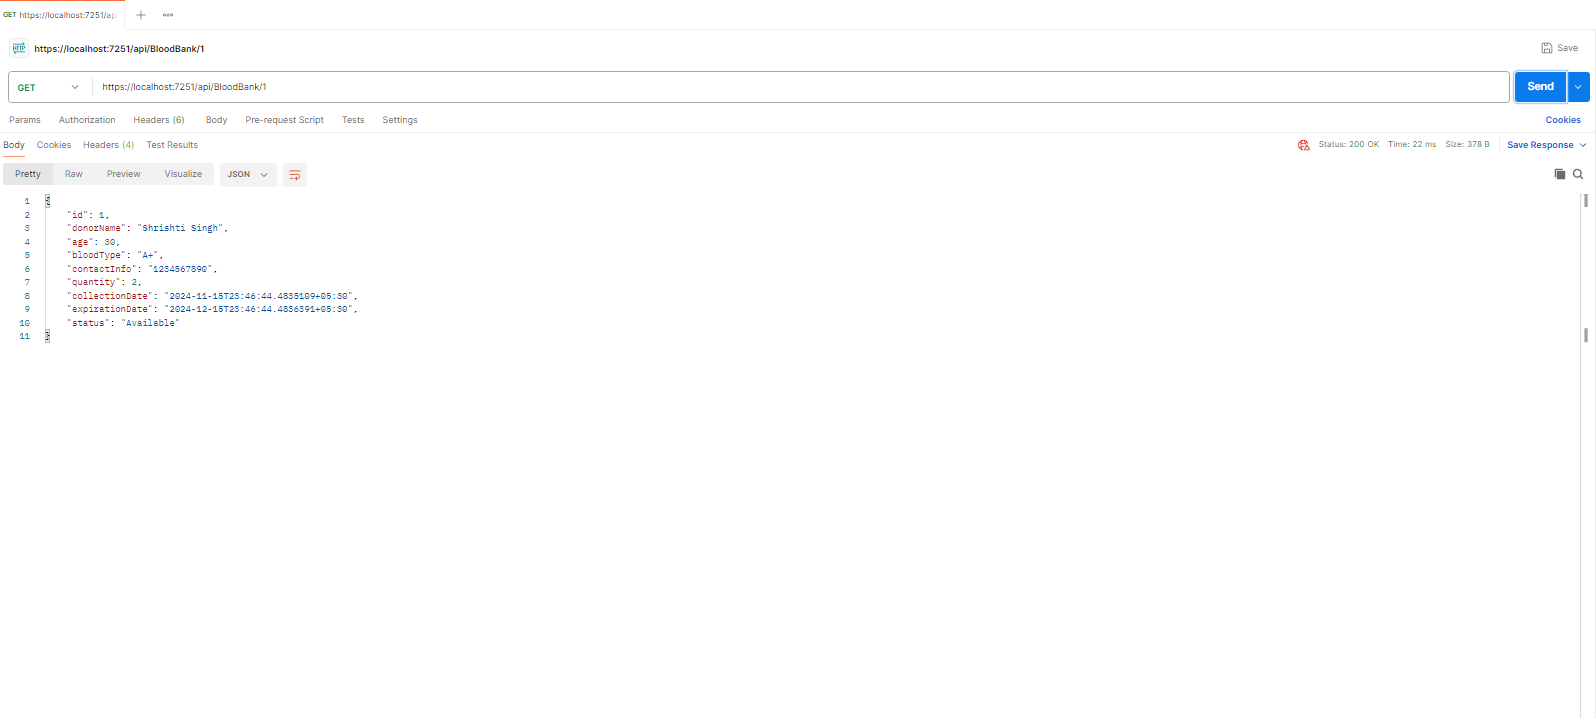 GET https://localhost:7251/ap
HTTP https://localhost:7251/api/BloodBank/1
Save
GET https://localhost:7251/api/BloodBank/1
Send
Params Authorization Headers (6) Body Pre-request Script Tests Settings
Cookies
Body Cookies Headers (4) Test Results
Status: 200 OK Time: 22 ms Size: 378 B Save Response
Pretty Raw Preview Visualize JSON
1 {
2 "id": 1,
3 "donorName": "Shrishti Singh",
4 "age": 30,
5 "bloodType": "A+",
6 "contactInfo": "1234567890",
7 "quantity": 2,
8 "collectionDate": "2024-11-15T23:46:44.4835109+05:30",
9 "expirationDate": "2024-12-15T23:46:44.4836391+05:30",
10 "status": "Available"
11 }